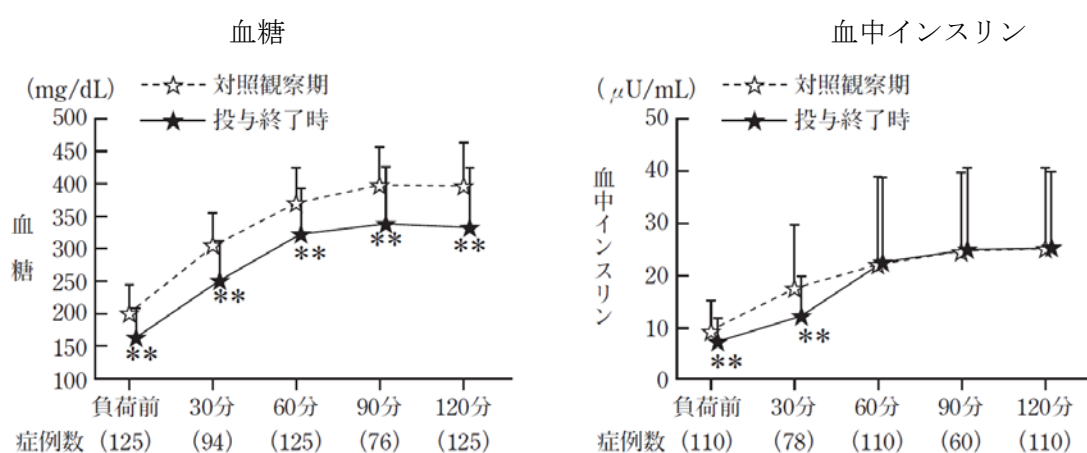 血糖
(mg/dL)
対照観察期
投与終了時
500
450
400
350
300
250
200
150
100
血糖
**
**
**
**
**
負荷前 30分 60分 90分 120分
症例数 (125) (94) (125) (76) (125)
血中インスリン
(μU/mL)
対照観察期
投与終了時
50
40
30
20
10
0
血中インスリン
**
**
負荷前 30分 60分 90分 120分
症例数 (110) (78) (110) (60) (110)